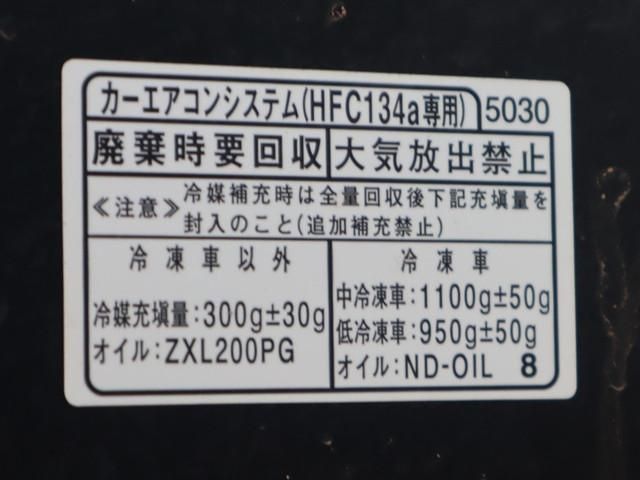 カーエアコンシステム(HFC134a専用) 5030
廃棄時要回収 大気放出禁止
≪注意≫ 冷媒補充時は全量回収後下記充塡量を
封入のこと(追加補充禁止)
冷凍車以外
冷媒充塡量:300g±30g
オイル:ZXL200PG
冷凍車
中冷凍車:1100g±50g
低冷凍車:950g±50g
オイル:ND-OIL 8